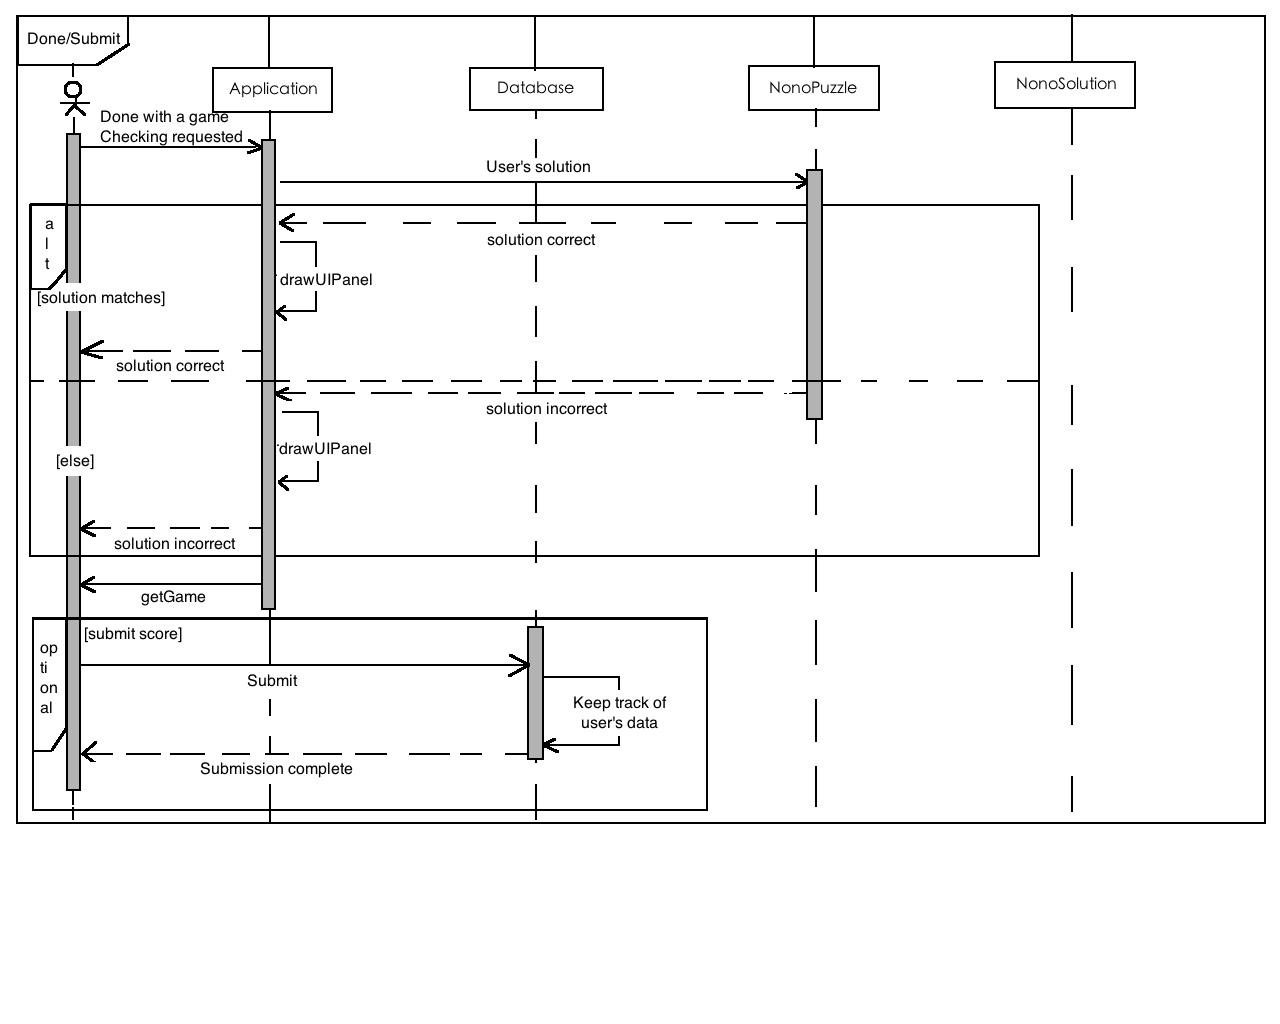 Done/Submit
Application
Database
NonoPuzzle
NonoSolution
Done with a game
Checking requested
User's solution
a
l
t
solution correct
drawUIPanel
[solution matches]
solution correct
solution incorrect
drawUIPanel
[else]
solution incorrect
getGame
[submit score]
op
ti
on
al
Submit
Keep track of
user's data
Submission complete